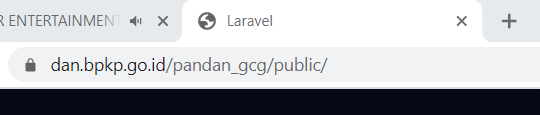 R ENTERTAINMENT
Laravel
dan.bpkp.go.id/pandan_gcg/public/